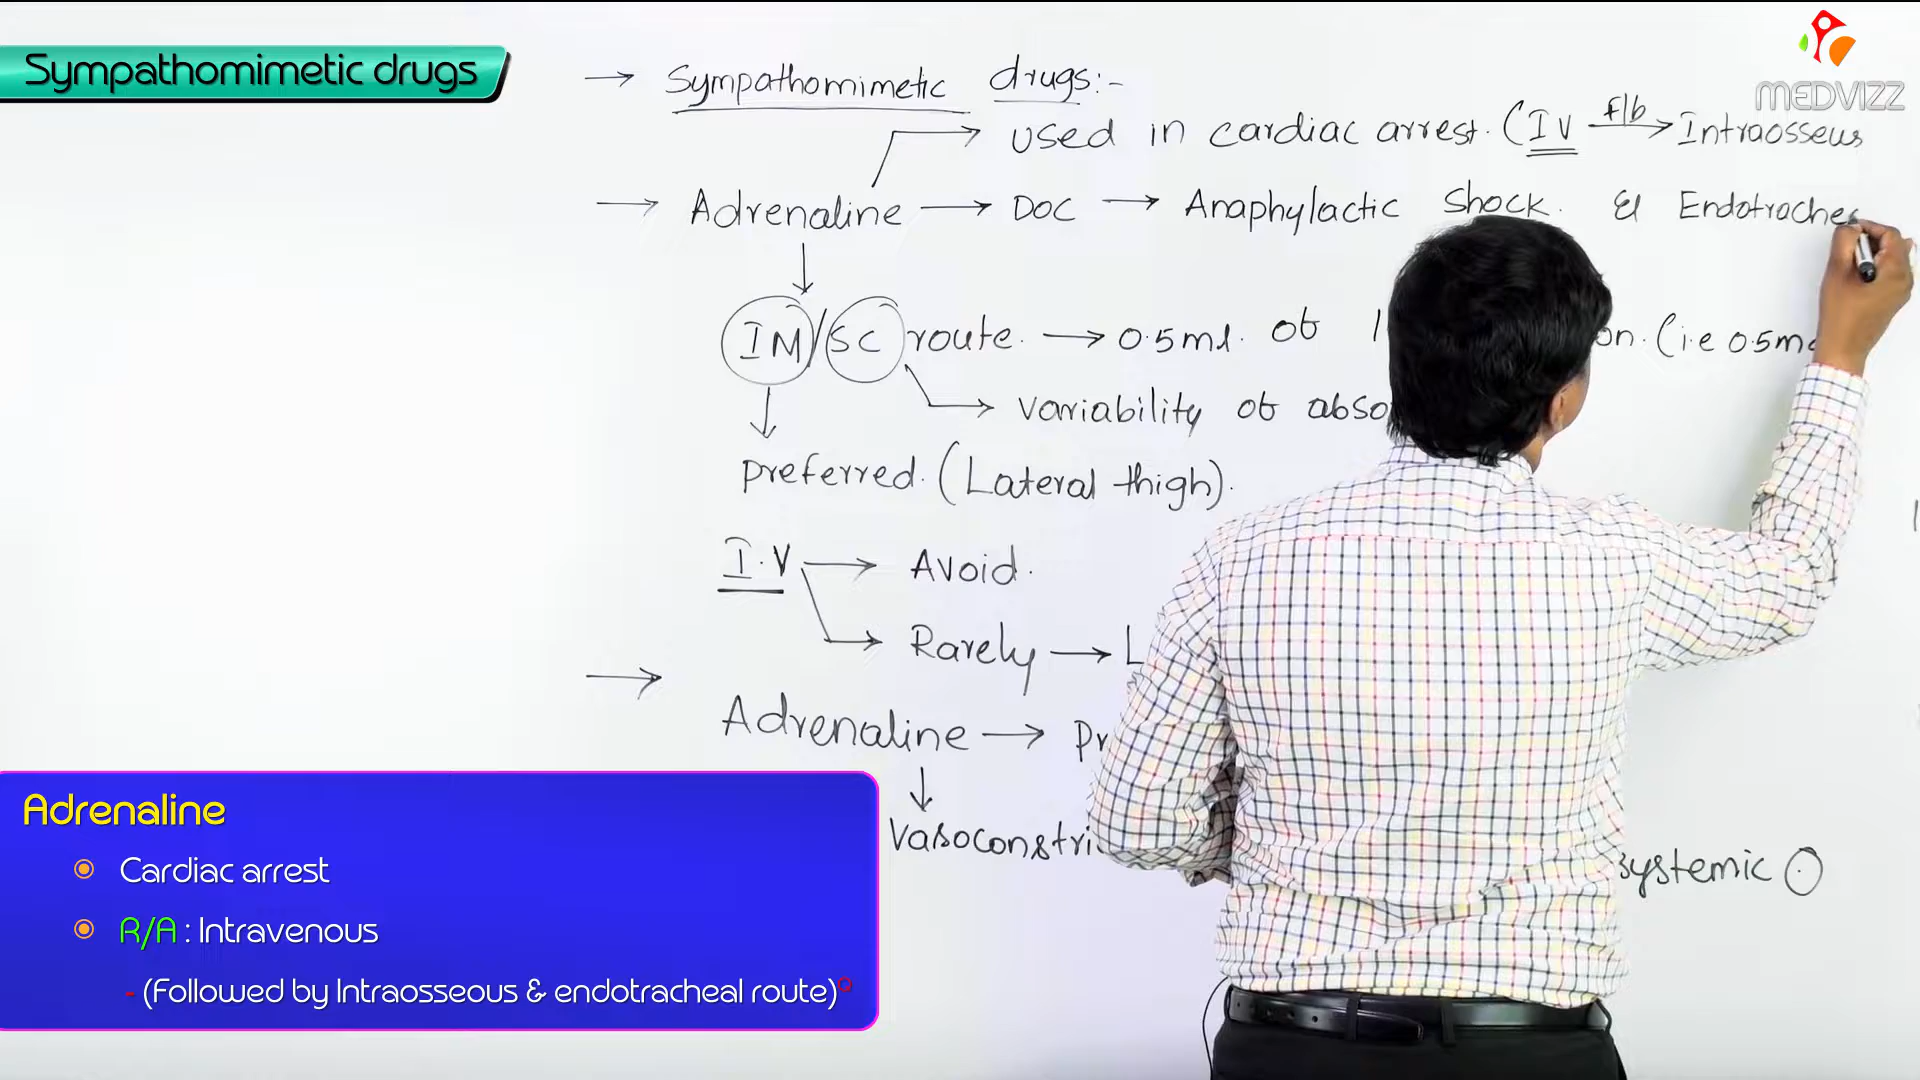 Sympathomimetic drugs
MEDVIZZ
→ Sympathomimetic drugs:-
→ used in cardiac arrest. (IV f/b → Intraosseus
→ Adrenaline → DOC → Anaphylactic Shock. & Endotrache
IM/SC route. → 0.5ml. of 1 on. (i.e 0.5m
→ variability of abso
preferred. (Lateral thigh).
I.V → Avoid.
→ Rarely → L
→ Adrenaline → Pr
Vasoconstri systemic
Adrenaline
Cardiac arrest
R/A : Intravenous
- (Followed by Intraosseous & endotracheal route)